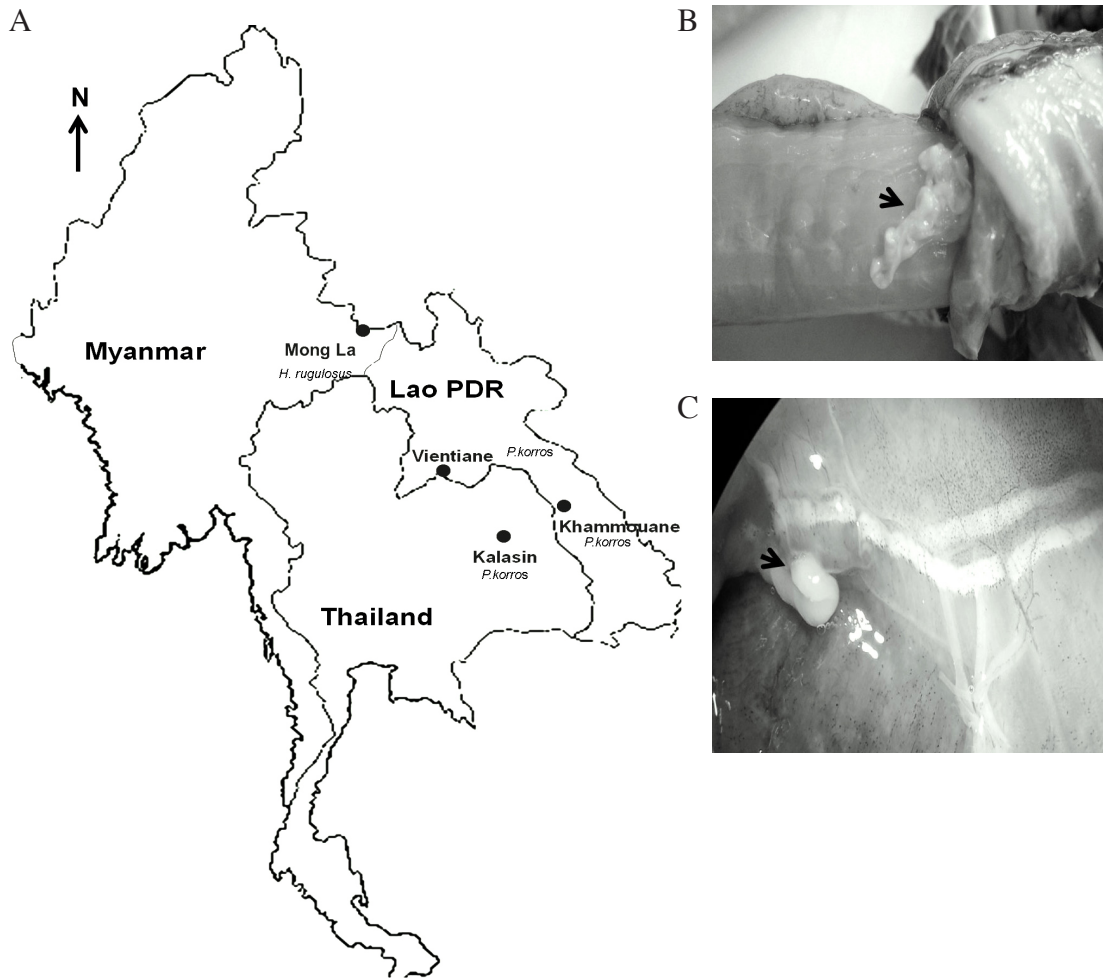 A
B
N
Myanmar
Mong La
H. rugulosus
Lao PDR
C
Vientiane
P.korros
Khammouane
P.korros
Kalasin
P.korros
Thailand